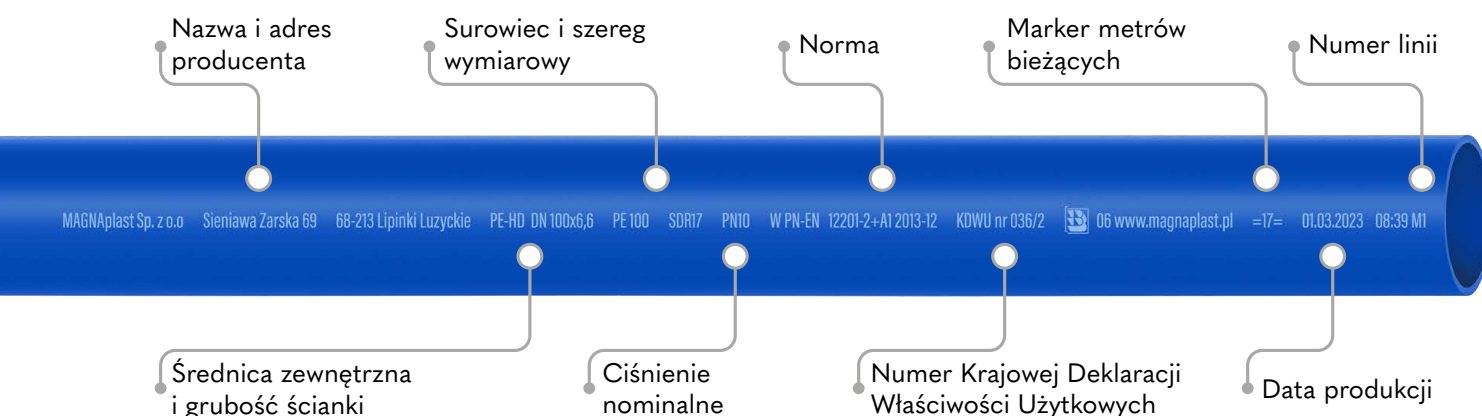 Nazwa i adres
producenta
Surowiec i szereg
wymiarowy
Norma
Marker metrów
bieżących
Numer linii
MAGNAplast Sp. z o.o Sieniawa Zarska 69 68-213 Lipinki Luzyckie PE-HD DN 100x6,6 PE 100 SDR17 PN10 W PN-EN 12201-2+A1 2013-12 KDWU nr 036/2 06 www.magnaplast.pl =17= 01.03.2023 08:39 M1
Średnica zewnętrzna
i grubość ścianki
Ciśnienie
nominalne
Numer Krajowej Deklaracji
Właściwości Użytkowych
Data produkcji